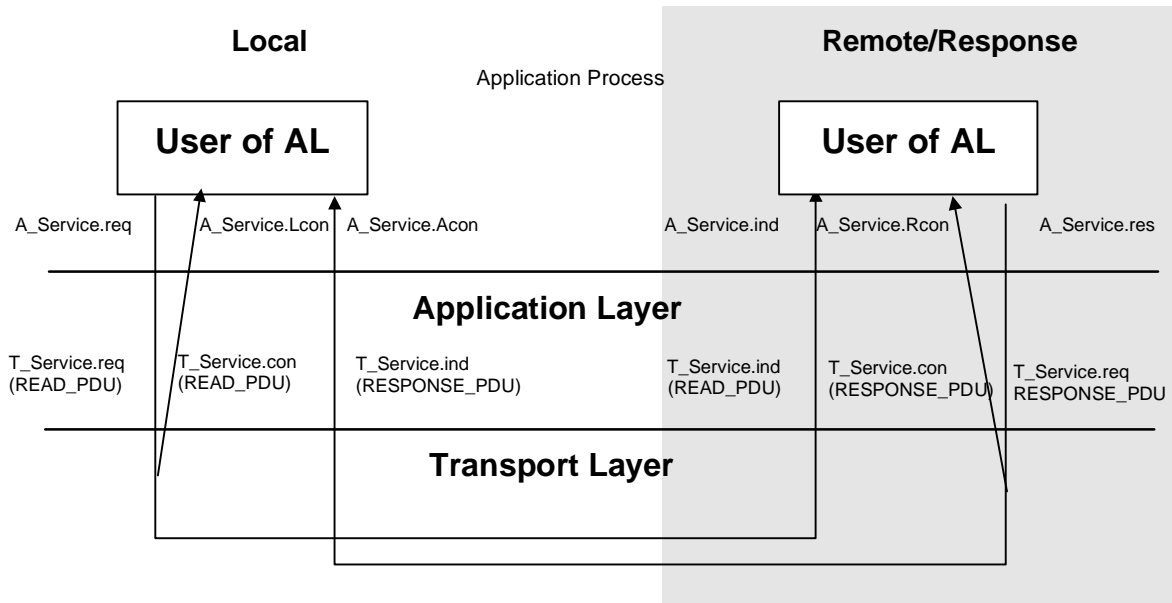 Local
Remote/Response
Application Process
User of AL
User of AL
A_Service.req
A_Service.Lcon
A_Service.Acon
A_Service.ind
A_Service.Rcon
A_Service.res
Application Layer
T_Service.req
(READ_PDU)
T_Service.con
(READ_PDU)
T_Service.ind
(RESPONSE_PDU)
T_Service.ind
(READ_PDU)
T_Service.con
(RESPONSE_PDU)
T_Service.req
RESPONSE_PDU
Transport Layer